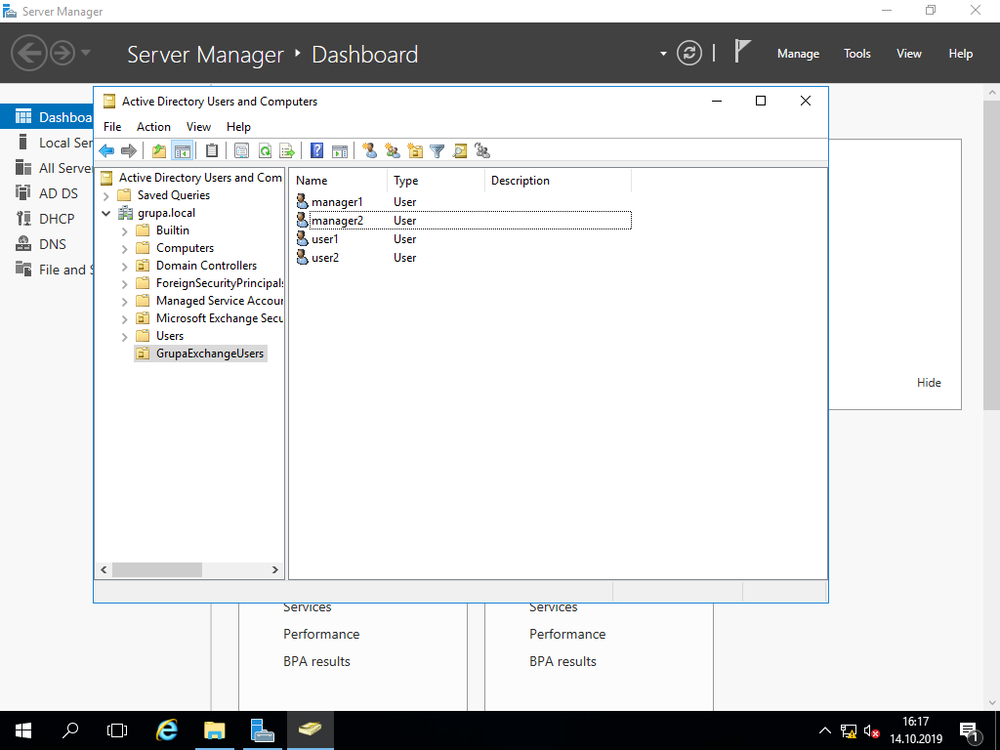 Server Manager
Server Manager • Dashboard
Manage Tools View Help
Dashboa
Local Ser
All Server
AD DS
DHCP
DNS
File and S
Active Directory Users and Computers
File Action View Help
Active Directory Users and Com
Saved Queries
grupa.local
Builtin
Computers
Domain Controllers
ForeignSecurityPrincipals
Managed Service Accour
Microsoft Exchange Secu
Users
GrupaExchangeUsers
Name Type Description
manager1 User
manager2 User
user1 User
user2 User
Hide
Services Services
Performance Performance
BPA results BPA results
16:17
14.10.2019
1